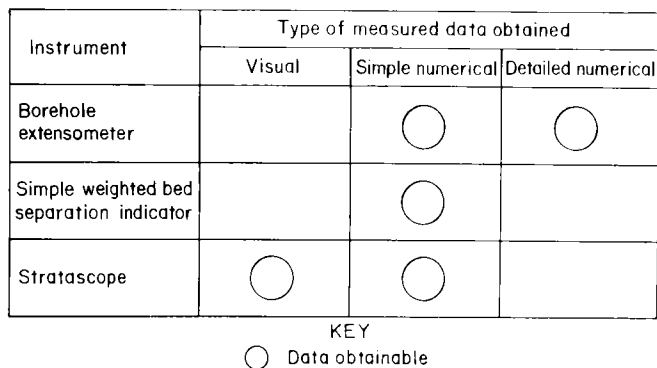 Instrument
Type of measured data obtained
Visual
Simple numerical
Detailed numerical
Borehole
extensometer
Simple weighted bed
separation indicator
Stratascope
KEY
Data obtainable